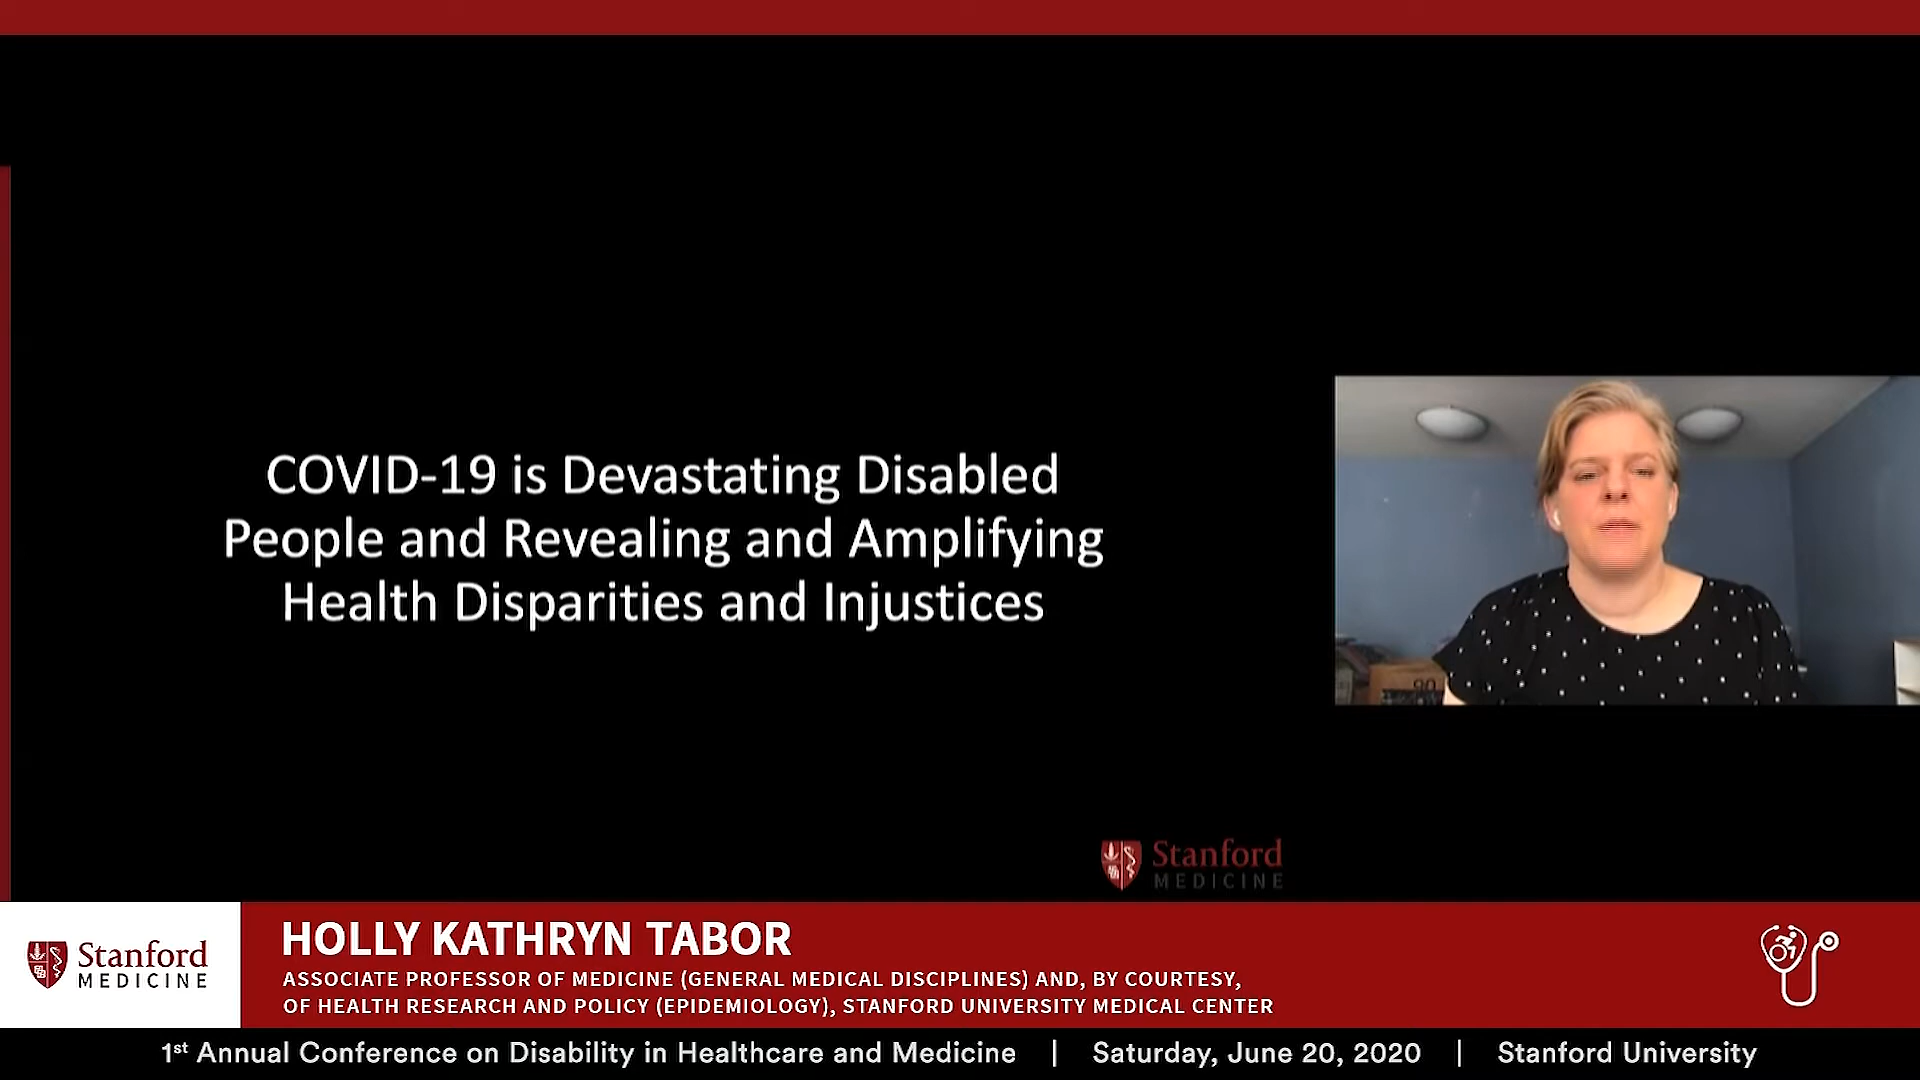 COVID-19 is Devastating Disabled
People and Revealing and Amplifying
Health Disparities and Injustices
90
Stanford
MEDICINE
Stanford
MEDICINE
HOLLY KATHRYN TABOR
ASSOCIATE PROFESSOR OF MEDICINE (GENERAL MEDICAL DISCIPLINES) AND, BY COURTESY,
OF HEALTH RESEARCH AND POLICY (EPIDEMIOLOGY), STANFORD UNIVERSITY MEDICAL CENTER
1st Annual Conference on Disability in Healthcare and Medicine | Saturday, June 20, 2020 | Stanford University